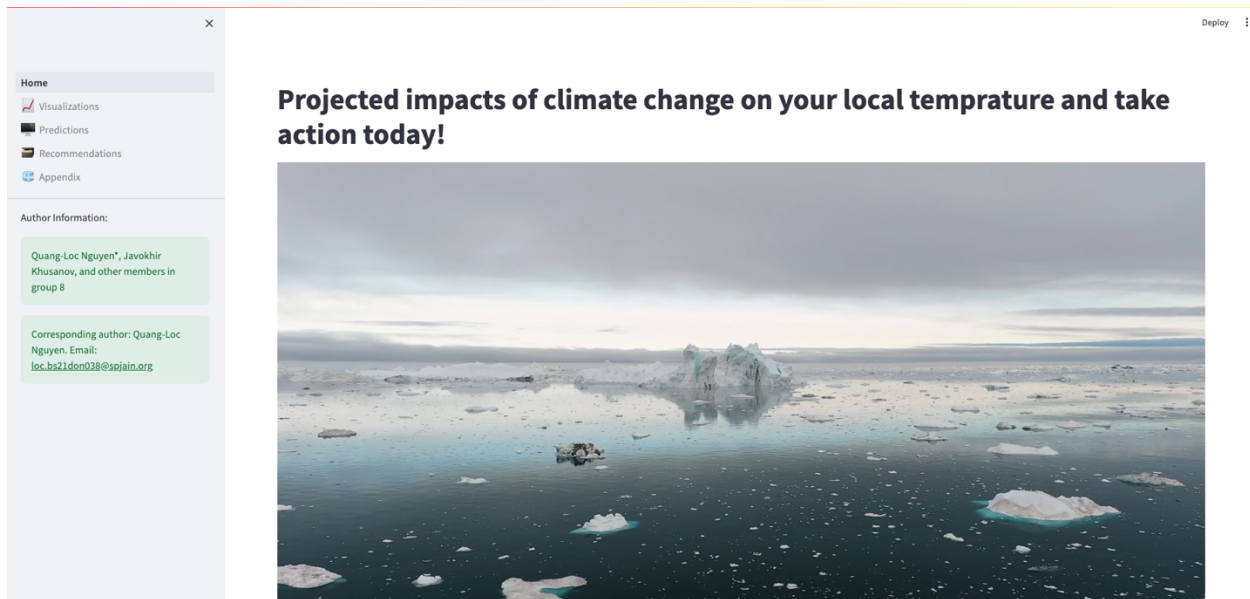 Deploy
Home
Visualizations
Predictions
Recommendations
Appendix
Author Information:
Quang-Loc Nguyen*, Javokhir
Khusanov, and other members in
group 8
Corresponding author: Quang-Loc
Nguyen. Email:
loc.bs21don038@spjain.org
Projected impacts of climate change on your local temprature and take
action today!